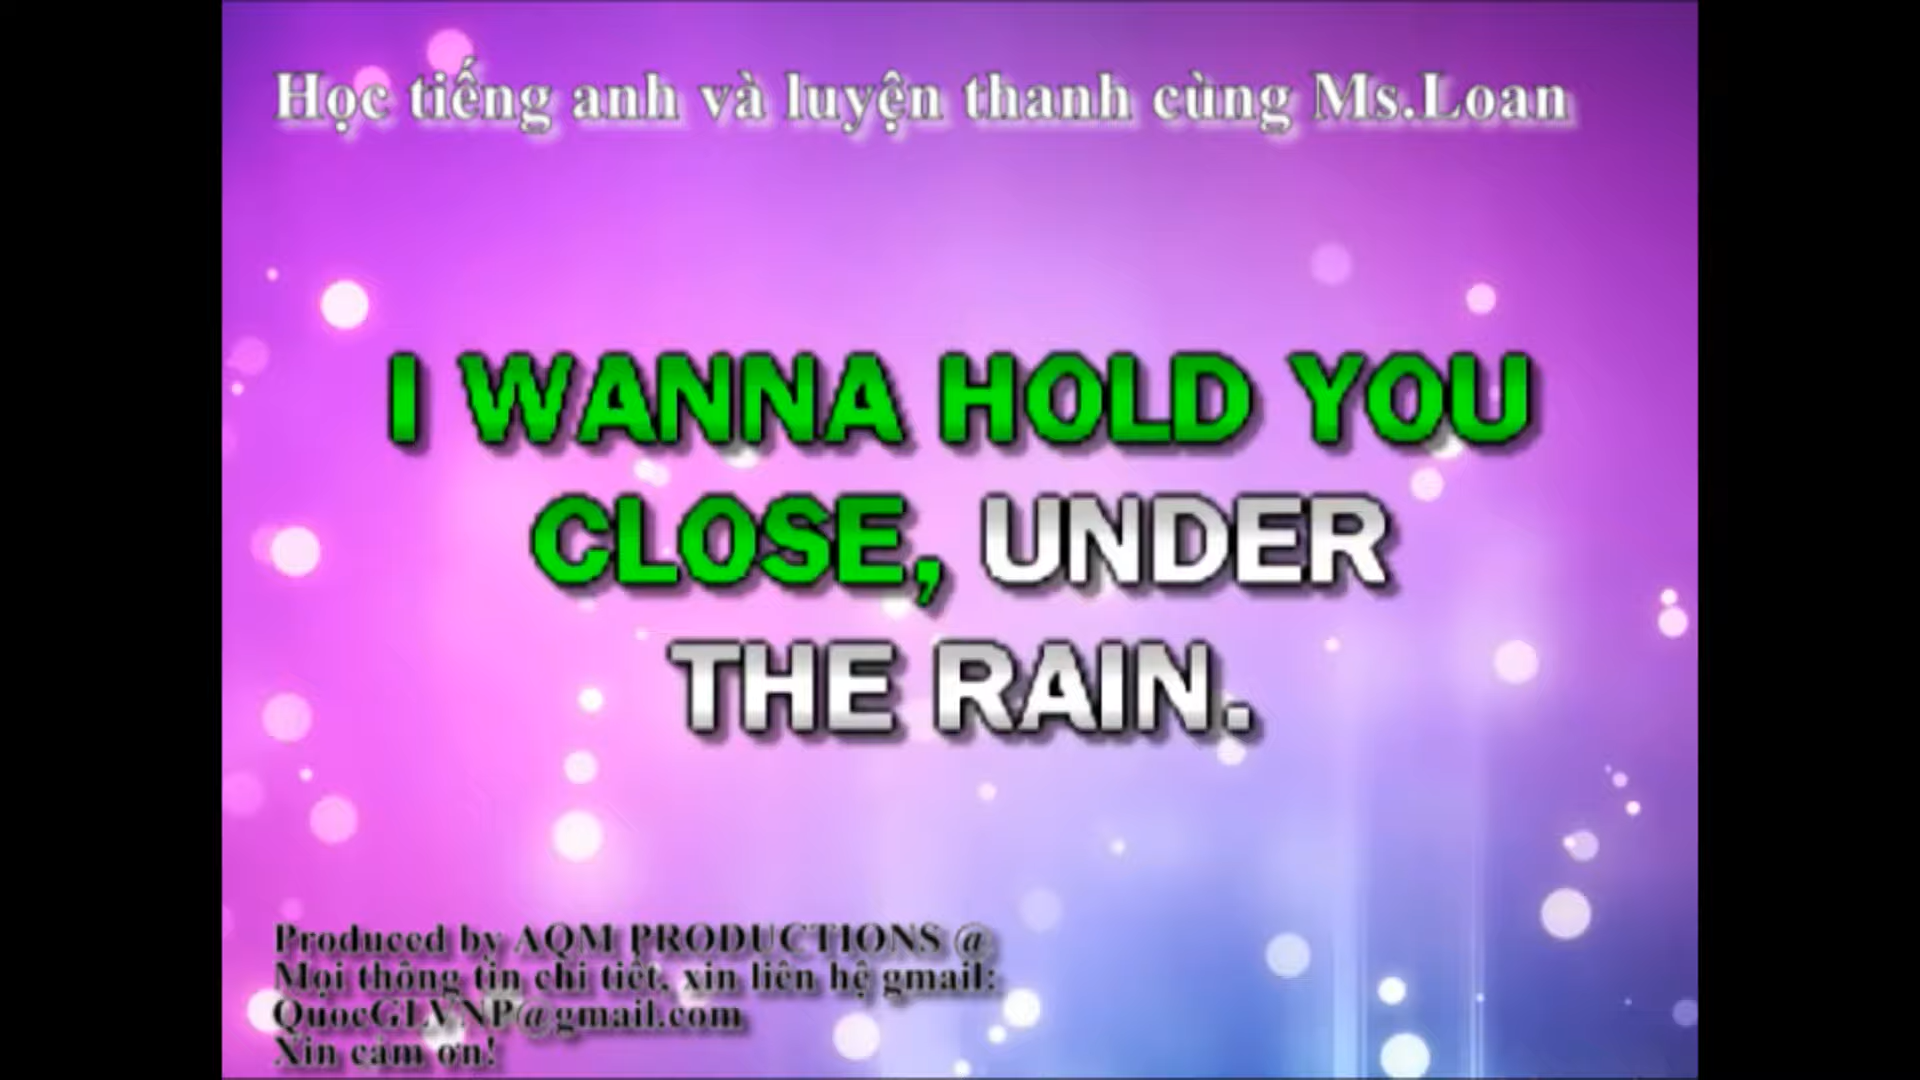 Học tiếng anh và luyện thanh cùng Ms.Loan
I WANNA HOLD YOU
CLOSE, UNDER
THE RAIN.
Produced by AQM PRODUCTIONS @
Mọi thông tin chi tiết, xin liên hệ gmail:
QuocGLVNP@gmail.com
Xin cảm ơn!